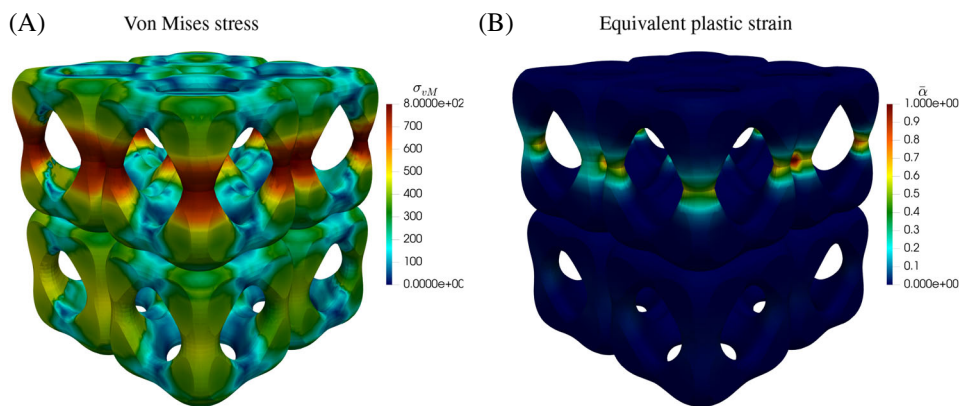 (A)
Von Mises stress
σvM
8.0000e+02
700
600
500
400
300
200
100
0.0000e+00
(B)
Equivalent plastic strain
ᾱ
1.000e+00
0.9
0.8
0.7
0.6
0.5
0.4
0.3
0.2
0.1
0.000e+00